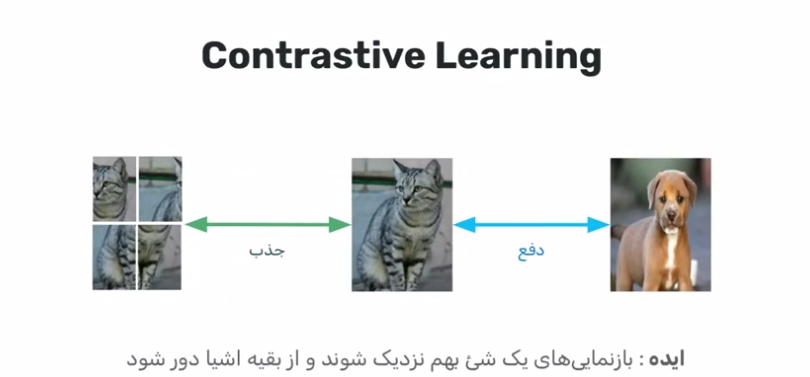 Contrastive Learning
جذب
دفع
ایده : بازنمایی‌های یک شئ بهم نزدیک شوند و از بقیه اشیا دور شود